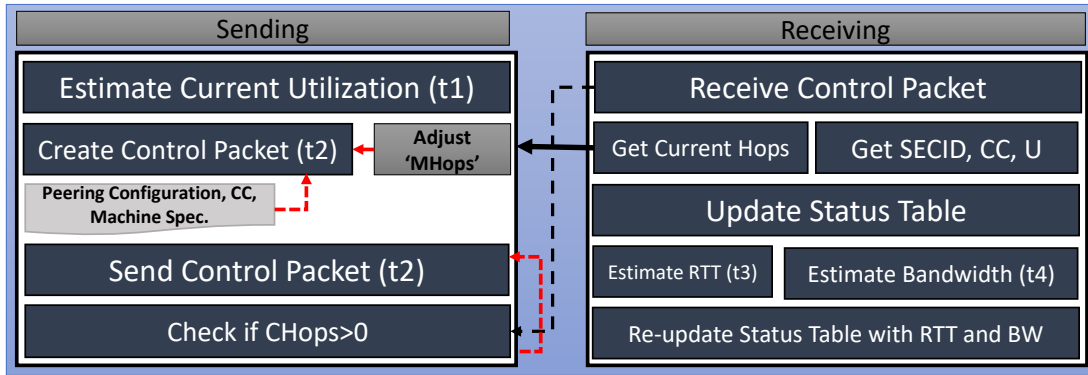 Sending
Estimate Current Utilization (t1)
Create Control Packet (t2)
Adjust
‘MHops’
Peering Configuration, CC,
Machine Spec.
Send Control Packet (t2)
Check if CHops>0
Receiving
Receive Control Packet
Get Current Hops
Get SECID, CC, U
Update Status Table
Estimate RTT (t3)
Estimate Bandwidth (t4)
Re-update Status Table with RTT and BW